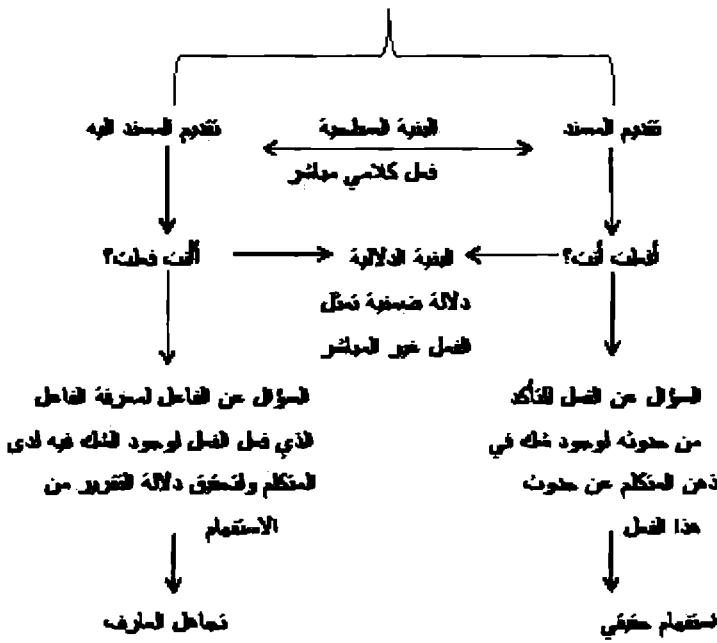 تقديم المسند
البنية السطحية
تقديم المسند اليه
فعل كلامي مباشر
أفعلت أنت؟
البنية الدلالية
أأنت فعلت؟
دلالة ضمنية تمثل
الفعل غير المباشر
السؤال عن الفعل للتأكد
من حدوثه لوجود شك في
ذهن المتكلم عن حدوث
هذا الفعل
السؤال عن الفاعل لمعرفة الفاعل
الذي فعل الفعل لوجود الشك فيه لدى
المتكلم ولتحقيق دلالة التقرير من
الاستفهام
استفهام حقيقي
تجاهل العارف